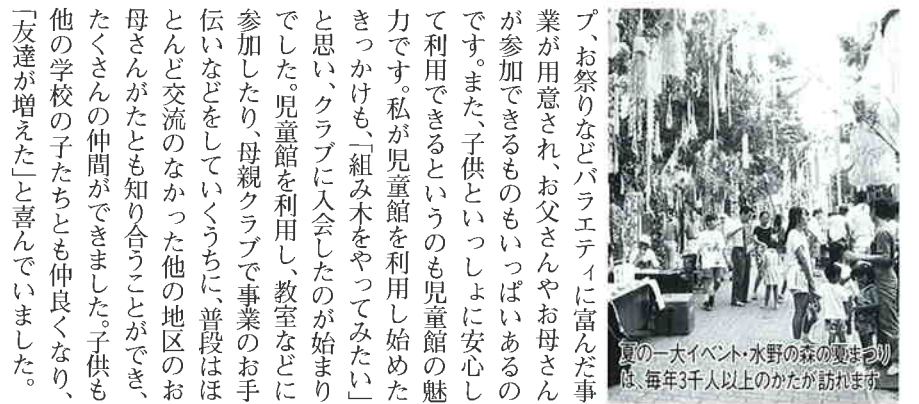 プ、お祭りなどバラエティに富んだ事
業が用意され、お父さんやお母さん
が参加できるものもいっぱいあるの
です。また、子供といっしょに安心し
て利用できるというのも児童館の魅
力です。私が児童館を利用し始めた
きっかけも、「組み木をやってみたい」
と思い、クラブに入会したのが始まり
でした。児童館を利用し、教室などに
参加したり、母親クラブで事業のお手
伝いなどをしていくうちに、普段はほ
とんど交流のなかった他の地区のお
母さんがたとも知り合うことができ、
たくさんの仲間ができました。子供も
他の学校の子たちとも仲良くなり、
「友達が増えた」と喜んでいました。
夏の一大イベント・水野の森の夏まつり
は、毎年3千人以上のかたが訪れます